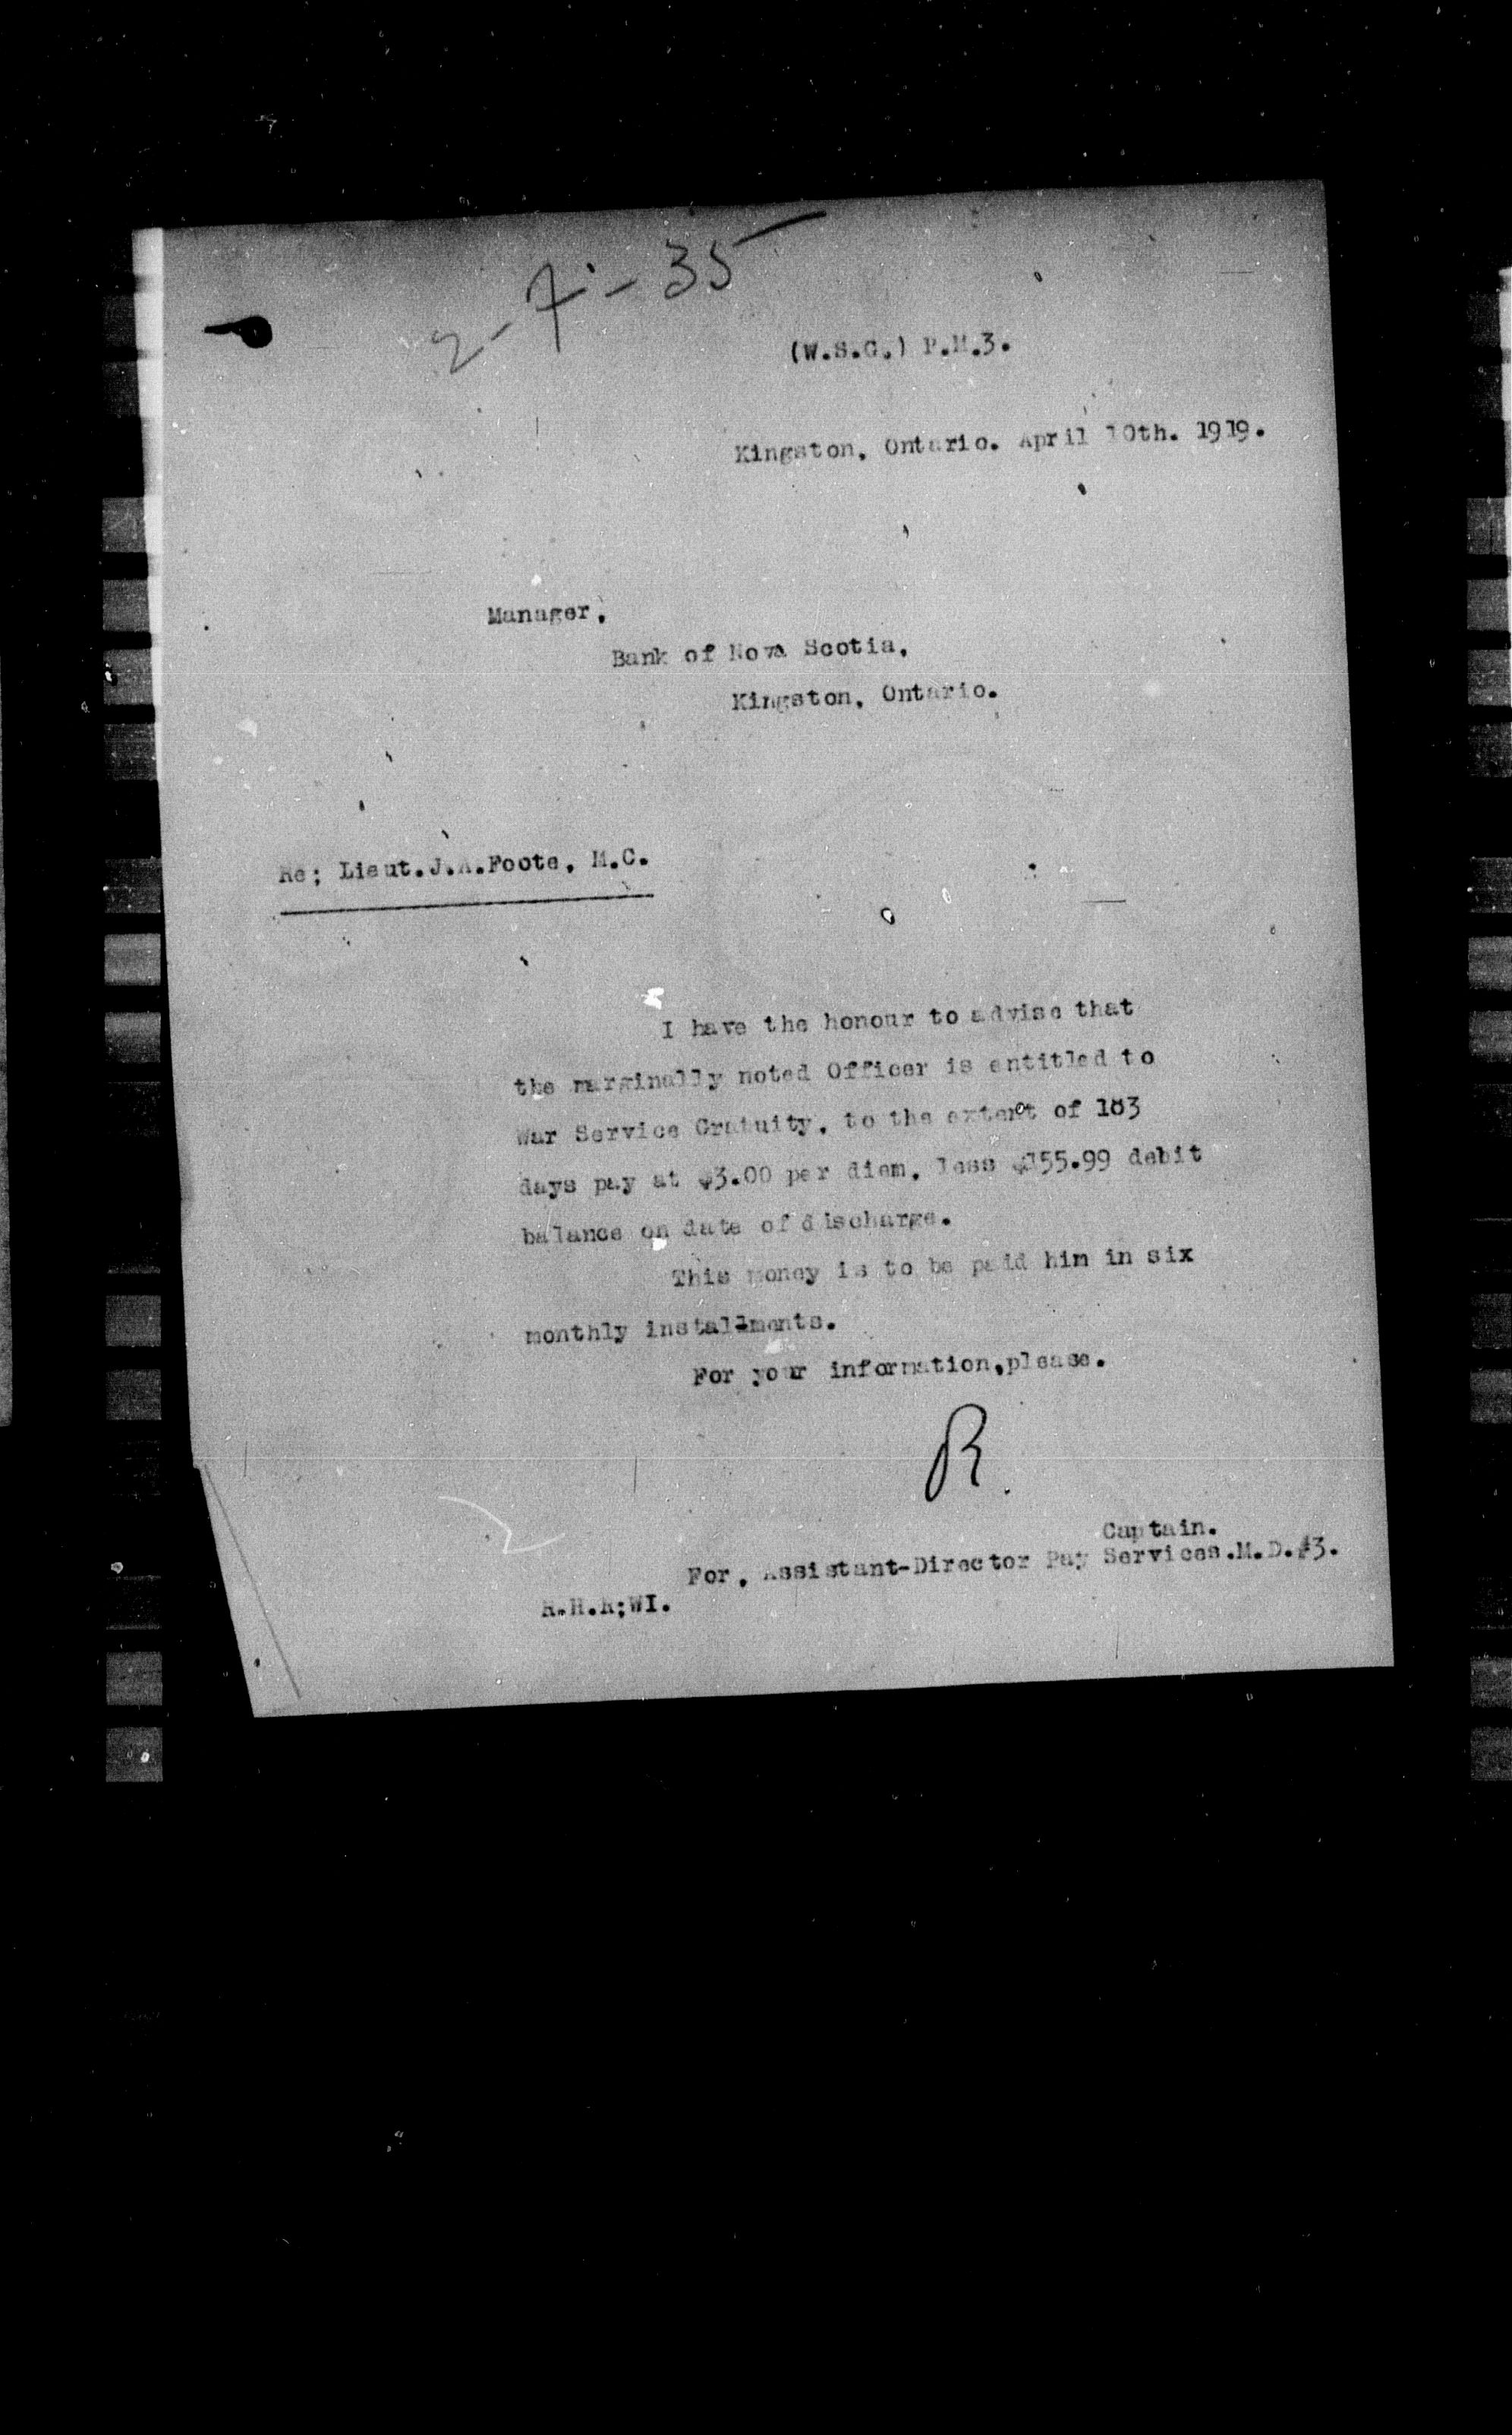 2-7-35
(W.S.G.) P.M.3.
Kingston, Ontario. April 10th. 1919.
Manager,
Bank of Nova Scotia,
Kingston, Ontario.
Re; Lieut.J.A.Foote, M.C.
I have the honour to advise that
the marginally noted Officer is entitled to
War Service Gratuity, to the extent of 183
days pay at $3.00 per diem, less $155.99 debit
balance on date of discharge.
This money is to be paid him in six
monthly installments.
For your information,please.
R.
Captain.
For, Assistant-Director Pay Services.M.D.#3.
R.H.R;WI.